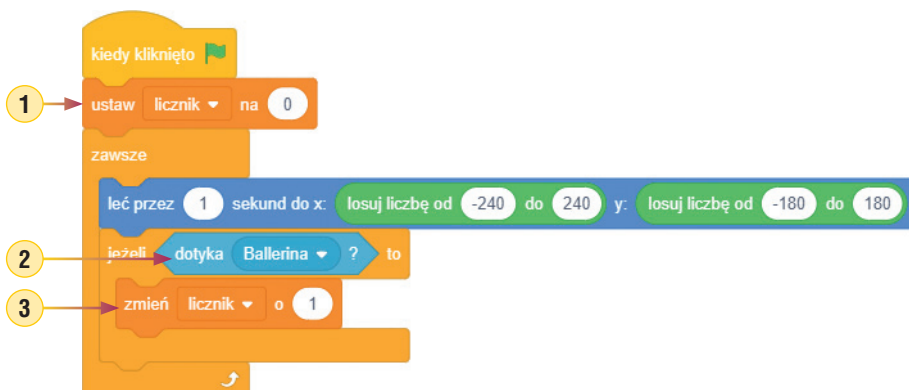 kiedy kliknięto
1 ustaw licznik na 0
zawsze
leć przez 1 sekund do x: losuj liczbę od -240 do 240 y: losuj liczbę od -180 do 180
2 jeżeli dotyka Ballerina ? to
3 zmień licznik o 1